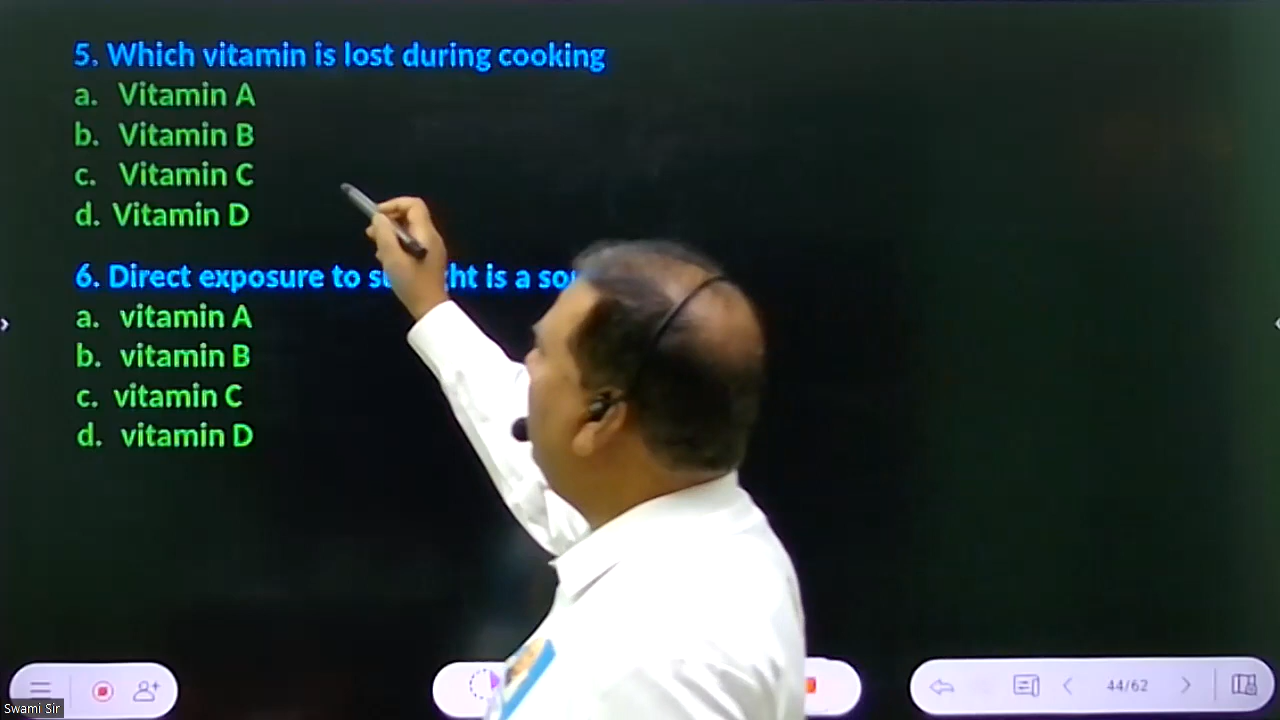 5. Which vitamin is lost during cooking
a. Vitamin A
b. Vitamin B
c. Vitamin C
d. Vitamin D
6. Direct exposure to is a
a. vitamin A
b. vitamin B
c. vitamin C
d. vitamin D
44/62
Swami Sir